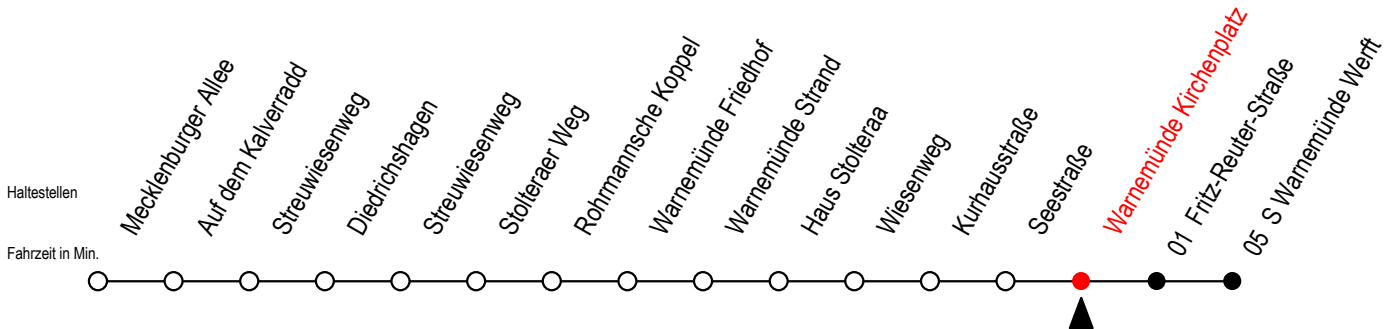 Mecklenburger Allee
Auf dem Kalverradd
Streuwiesenweg
Diedrichshagen
Streuwiesenweg
Stolteraer Weg
Rohrmannsche Koppel
Warnemünde Friedhof
Warnemünde Strand
Haus Stolteraa
Wiesenweg
Kurhausstraße
Seestraße
Warnemünde Kirchenplatz
01 Fritz-Reuter-Straße
05 S Warnemünde Werft
Haltestellen
Fahrzeit in Min.